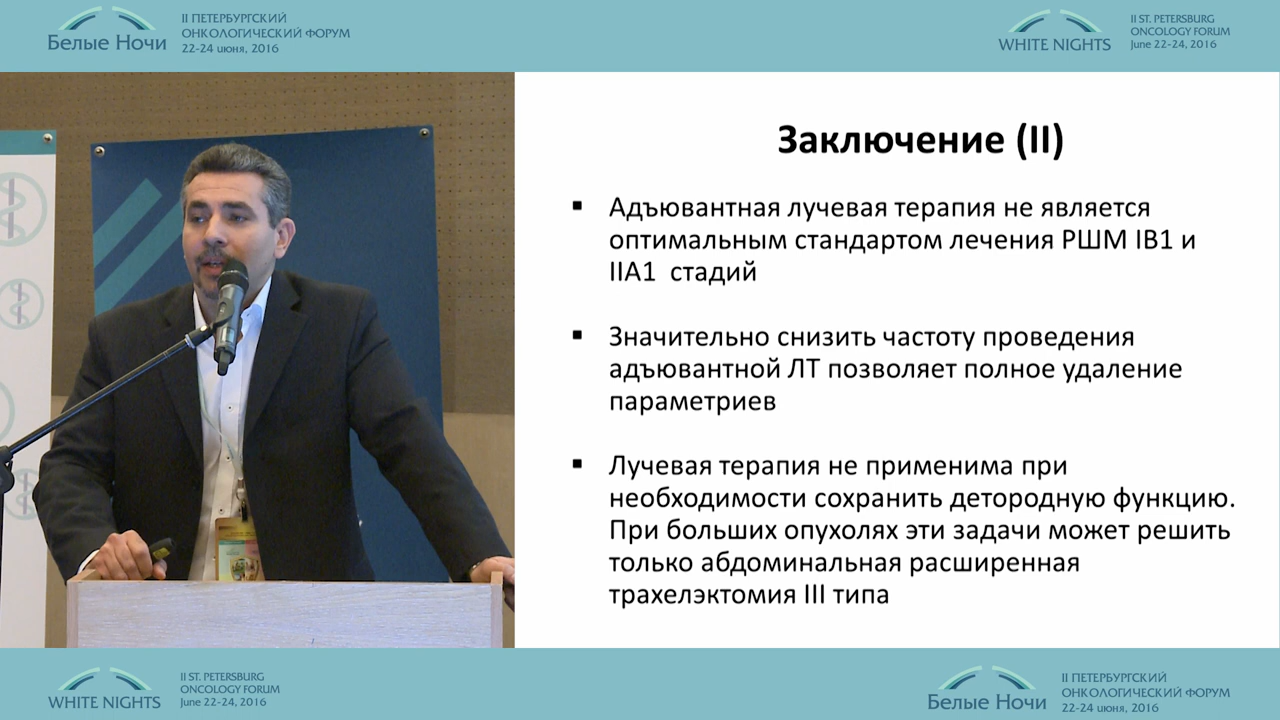 Белые Ночи
II ПЕТЕРБУРГСКИЙ
ОНКОЛОГИЧЕСКИЙ ФОРУМ
22-24 июня, 2016
WHITE NIGHTS
II ST. PETERSBURG
ONCOLOGY FORUM
June 22-24, 2016
Заключение (II)
▪ Адъювантная лучевая терапия не является
оптимальным стандартом лечения РШМ IB1 и
IIA1 стадий
▪ Значительно снизить частоту проведения
адъювантной ЛТ позволяет полное удаление
параметриев
▪ Лучевая терапия не применима при
необходимости сохранить детородную функцию.
При больших опухолях эти задачи может решить
только абдоминальная расширенная
трахелэктомия III типа
WHITE NIGHTS
II ST. PETERSBURG
ONCOLOGY FORUM
June 22-24, 2016
Белые Ночи
II ПЕТЕРБУРГСКИЙ
ОНКОЛОГИЧЕСКИЙ ФОРУМ
22-24 июня, 2016